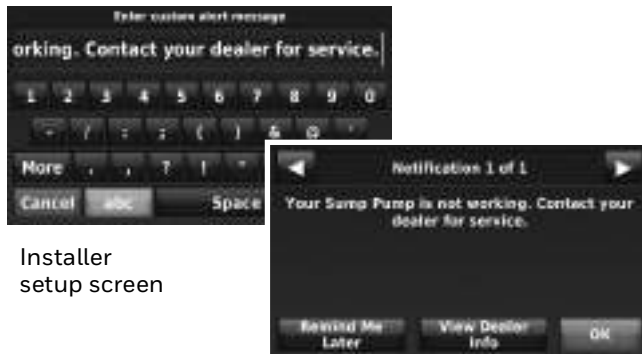 Enter custom alert message
orking. Contact your dealer for service.
1 2 3 4 5 6 7 8 9 0
- / : ; ( ) & @ '
More . , ? ! "
Cancel abc Space
Installer
setup screen
Notification 1 of 1
Your Sump Pump is not working. Contact your
dealer for service.
Remind Me
Later
View Dealer
Info
OK